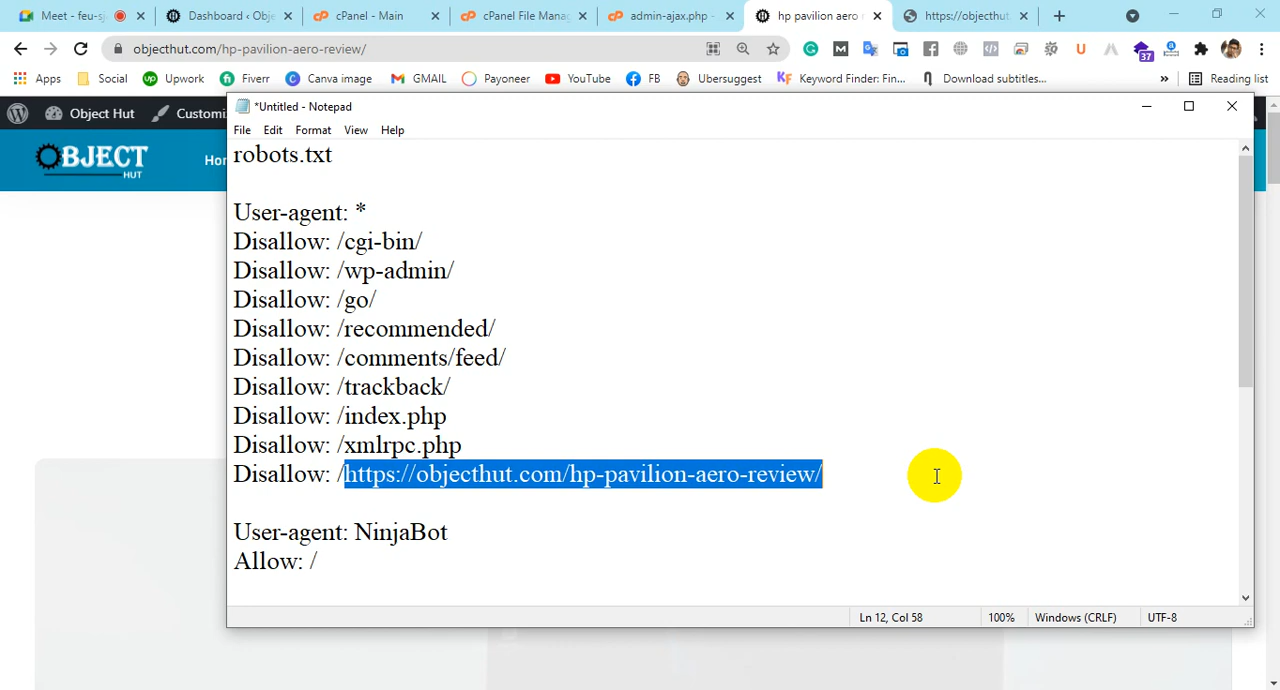 Meet - feu-sj
Dashboard ‹ Obje
cPanel - Main
cPanel File Manag
admin-ajax.php -
hp pavilion aero r
https://objecthut
objecthut.com/hp-pavilion-aero-review/
37
Apps
Social
Upwork
Fiverr
Canva image
GMAIL
Payoneer
YouTube
FB
Ubersuggest
Keyword Finder: Fin...
Download subtitles...
»
Reading list
Object Hut
Customi
*Untitled - Notepad
File Edit Format View Help
BJECT
HUT
Hor
robots.txt
User-agent: *
Disallow: /cgi-bin/
Disallow: /wp-admin/
Disallow: /go/
Disallow: /recommended/
Disallow: /comments/feed/
Disallow: /trackback/
Disallow: /index.php
Disallow: /xmlrpc.php
Disallow: /https://objecthut.com/hp-pavilion-aero-review/
User-agent: NinjaBot
Allow: /
Ln 12, Col 58
100%
Windows (CRLF)
UTF-8